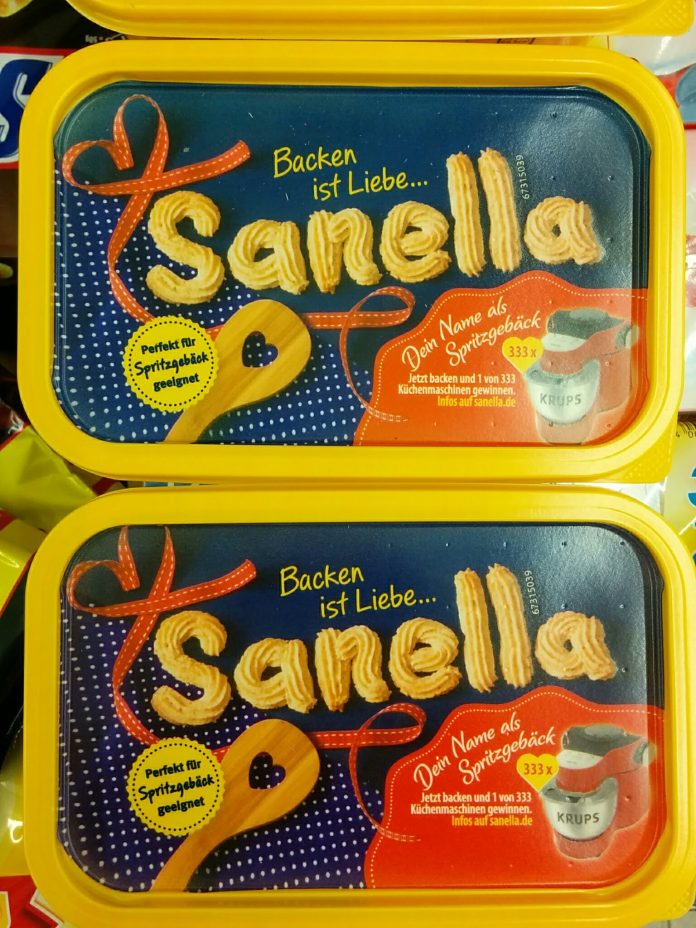 Backen
ist Liebe...
Sanella
67315039
Perfekt für
Spritzgebäck
geeignet
Dein Name als
Spritzgebäck
333 x
Jetzt backen und 1 von 333
Küchenmaschinen gewinnen.
Infos auf sanella.de
KRUPS
Backen
ist Liebe...
Sanella
67315039
Perfekt für
Spritzgebäck
geeignet
Dein Name als
Spritzgebäck
333 x
Jetzt backen und 1 von 333
Küchenmaschinen gewinnen.
Infos auf sanella.de
KRUPS